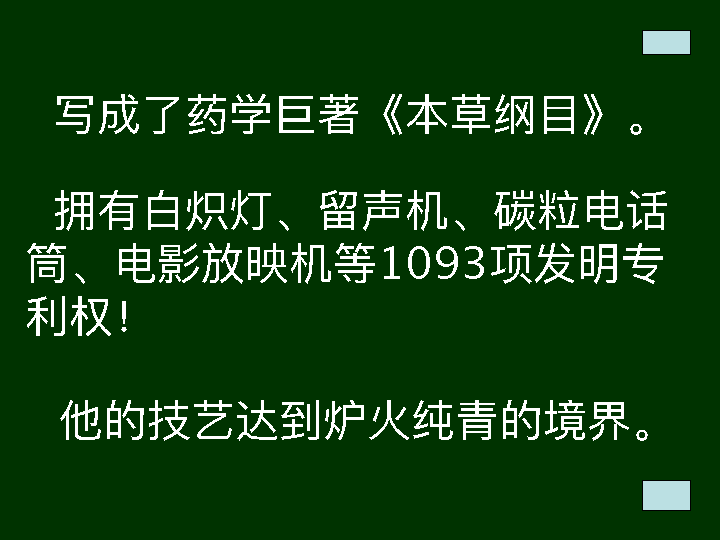 写成了药学巨著《本草纲目》。
拥有白炽灯、留声机、碳粒电话
筒、电影放映机等1093项发明专
利权！
他的技艺达到炉火纯青的境界。